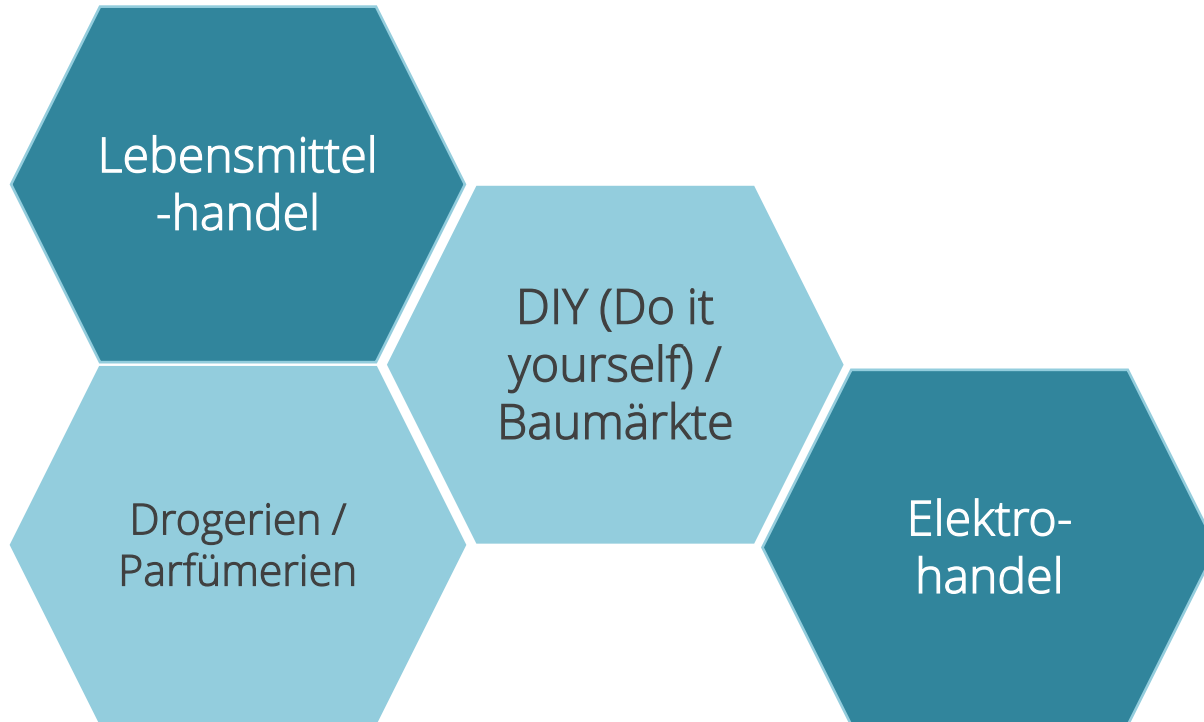 Lebensmittel
-handel
DIY (Do it
yourself) /
Baumärkte
Drogerien /
Parfümerien
Elektro-
handel